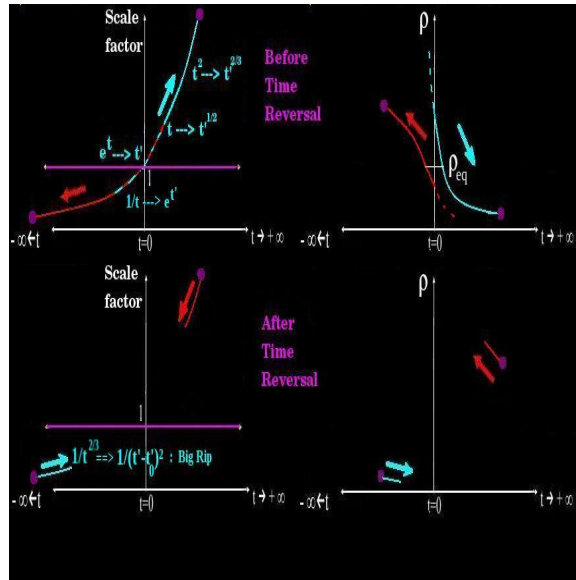 Scale
factor
t² ---> t'^2/3
t ---> t'^1/2
e^t ---> t'
1
1/t ---> e^t'
- ∞ ← t
t=0
t → + ∞
Before
Time
Reversal
ρ
ρeq
- ∞ ← t
t=0
t → + ∞
Scale
factor
1
1/t^2/3 ==> 1/(t'-t'0)² : Big Rip
- ∞ ← t
t=0
t → + ∞
After
Time
Reversal
ρ
- ∞ ← t
t=0
t → + ∞